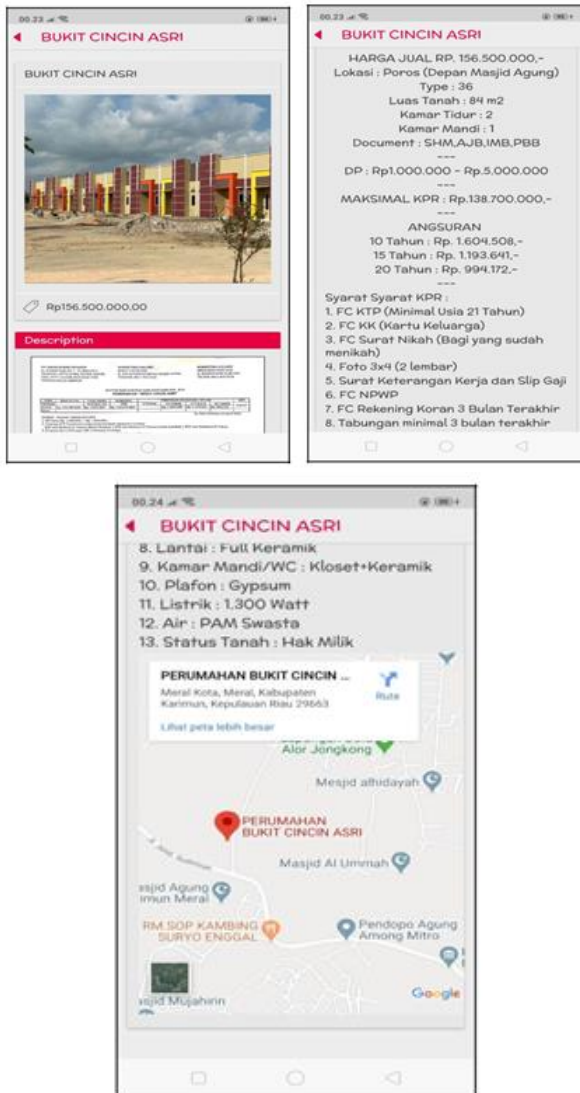 00.23
BUKIT CINCIN ASRI
BUKIT CINCIN ASRI
Rp156.500.000,00
Description
00.23
BUKIT CINCIN ASRI
HARGA JUAL RP. 156.500.000,-
Lokasi : Poros (Depan Masjid Agung)
Type : 36
Luas Tanah : 84 m2
Kamar Tidur : 2
Kamar Mandi : 1
Document : SHM,AJB,IMB,PBB
---
DP : Rp1.000.000 - Rp.5.000.000
---
MAKSIMAL KPR : Rp.138.700.000,-
---
ANGSURAN
10 Tahun : Rp. 1.604.508,-
15 Tahun : Rp. 1.193.641,-
20 Tahun : Rp. 994.172,-
---
Syarat Syarat KPR :
1. FC KTP (Minimal Usia 21 Tahun)
2. FC KK (Kartu Keluarga)
3. FC Surat Nikah (Bagi yang sudah
menikah)
4. Foto 3x4 (2 lembar)
5. Surat Keterangan Kerja dan Slip Gaji
6. FC NPWP
7. FC Rekening Koran 3 Bulan Terakhir
8. Tabungan minimal 3 bulan terakhir
00.24
BUKIT CINCIN ASRI
8. Lantai : Full Keramik
9. Kamar Mandi/WC : Kloset+Keramik
10. Plafon : Gypsum
11. Listrik : 1.300 Watt
12. Air : PAM Swasta
13. Status Tanah : Hak Milik
PERUMAHAN BUKIT CINCIN ...
Meral Kota, Meral, Kabupaten
Karimun, Kepulauan Riau 29663
Rute
Lihat peta lebih besar
Alor Jongkong
Mesjid alhidayah
PERUMAHAN
BUKIT CINCIN ASRI
Masjid Al Ummah
Agung
Meral
RM.SOP KAMBING
SURYO ENGGAL
Pendopo Agung
Among Mitro
Mujahirin
Google